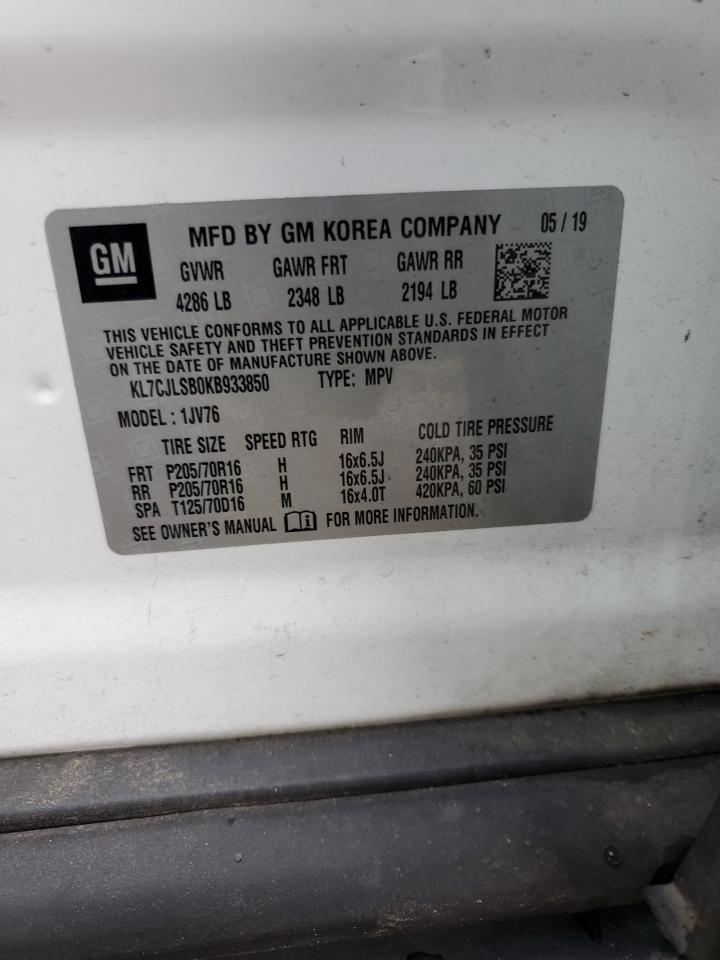 GM
MFD BY GM KOREA COMPANY 05 / 19
GVWR GAWR FRT GAWR RR
4286 LB 2348 LB 2194 LB
THIS VEHICLE CONFORMS TO ALL APPLICABLE U.S. FEDERAL MOTOR
VEHICLE SAFETY AND THEFT PREVENTION STANDARDS IN EFFECT
ON THE DATE OF MANUFACTURE SHOWN ABOVE.
KL7CJLSB0KB933850 TYPE: MPV
MODEL : 1JV76
TIRE SIZE SPEED RTG RIM COLD TIRE PRESSURE
FRT P205/70R16 H 16x6.5J 240KPA, 35 PSI
RR P205/70R16 H 16x6.5J 240KPA, 35 PSI
SPA T125/70D16 M 16x4.0T 420KPA, 60 PSI
SEE OWNER'S MANUAL i FOR MORE INFORMATION.